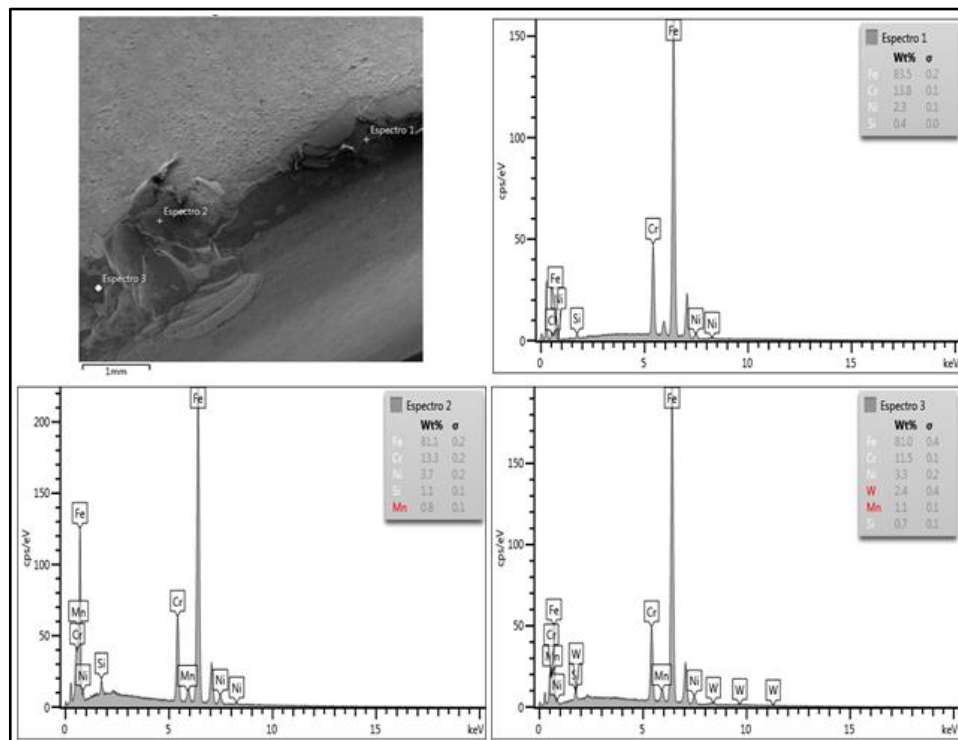 Espectro 1
Espectro 2
Espectro 3
1mm
Espectro 1
Wt% σ
Fe 83.5 0.2
Cr 13.8 0.1
Ni 2.3 0.1
Si 0.4 0.0
cps/eV
150
100
50
0
Fe
Cr
Fe
Si
Ni
Ni
0 5 10 15 keV
Espectro 2
Wt% σ
Fe 81.1 0.2
Cr 13.3 0.2
Ni 3.7 0.2
Si 1.1 0.1
Mn 0.8 0.1
cps/eV
200
150
100
50
0
Fe
Fe
Mn
Cr
Cr
Si
Ni
Mn
Ni
Ni
0 5 10 15 keV
Espectro 3
Wt% σ
Fe 81.0 0.4
Cr 11.5 0.1
Ni 3.3 0.2
W 2.4 0.4
Mn 1.1 0.1
Si 0.7 0.1
cps/eV
150
100
50
0
Fe
Fe
Cr
Cr
W
Mn
Ni
Mn
Ni
W
W
W
0 5 10 15 keV